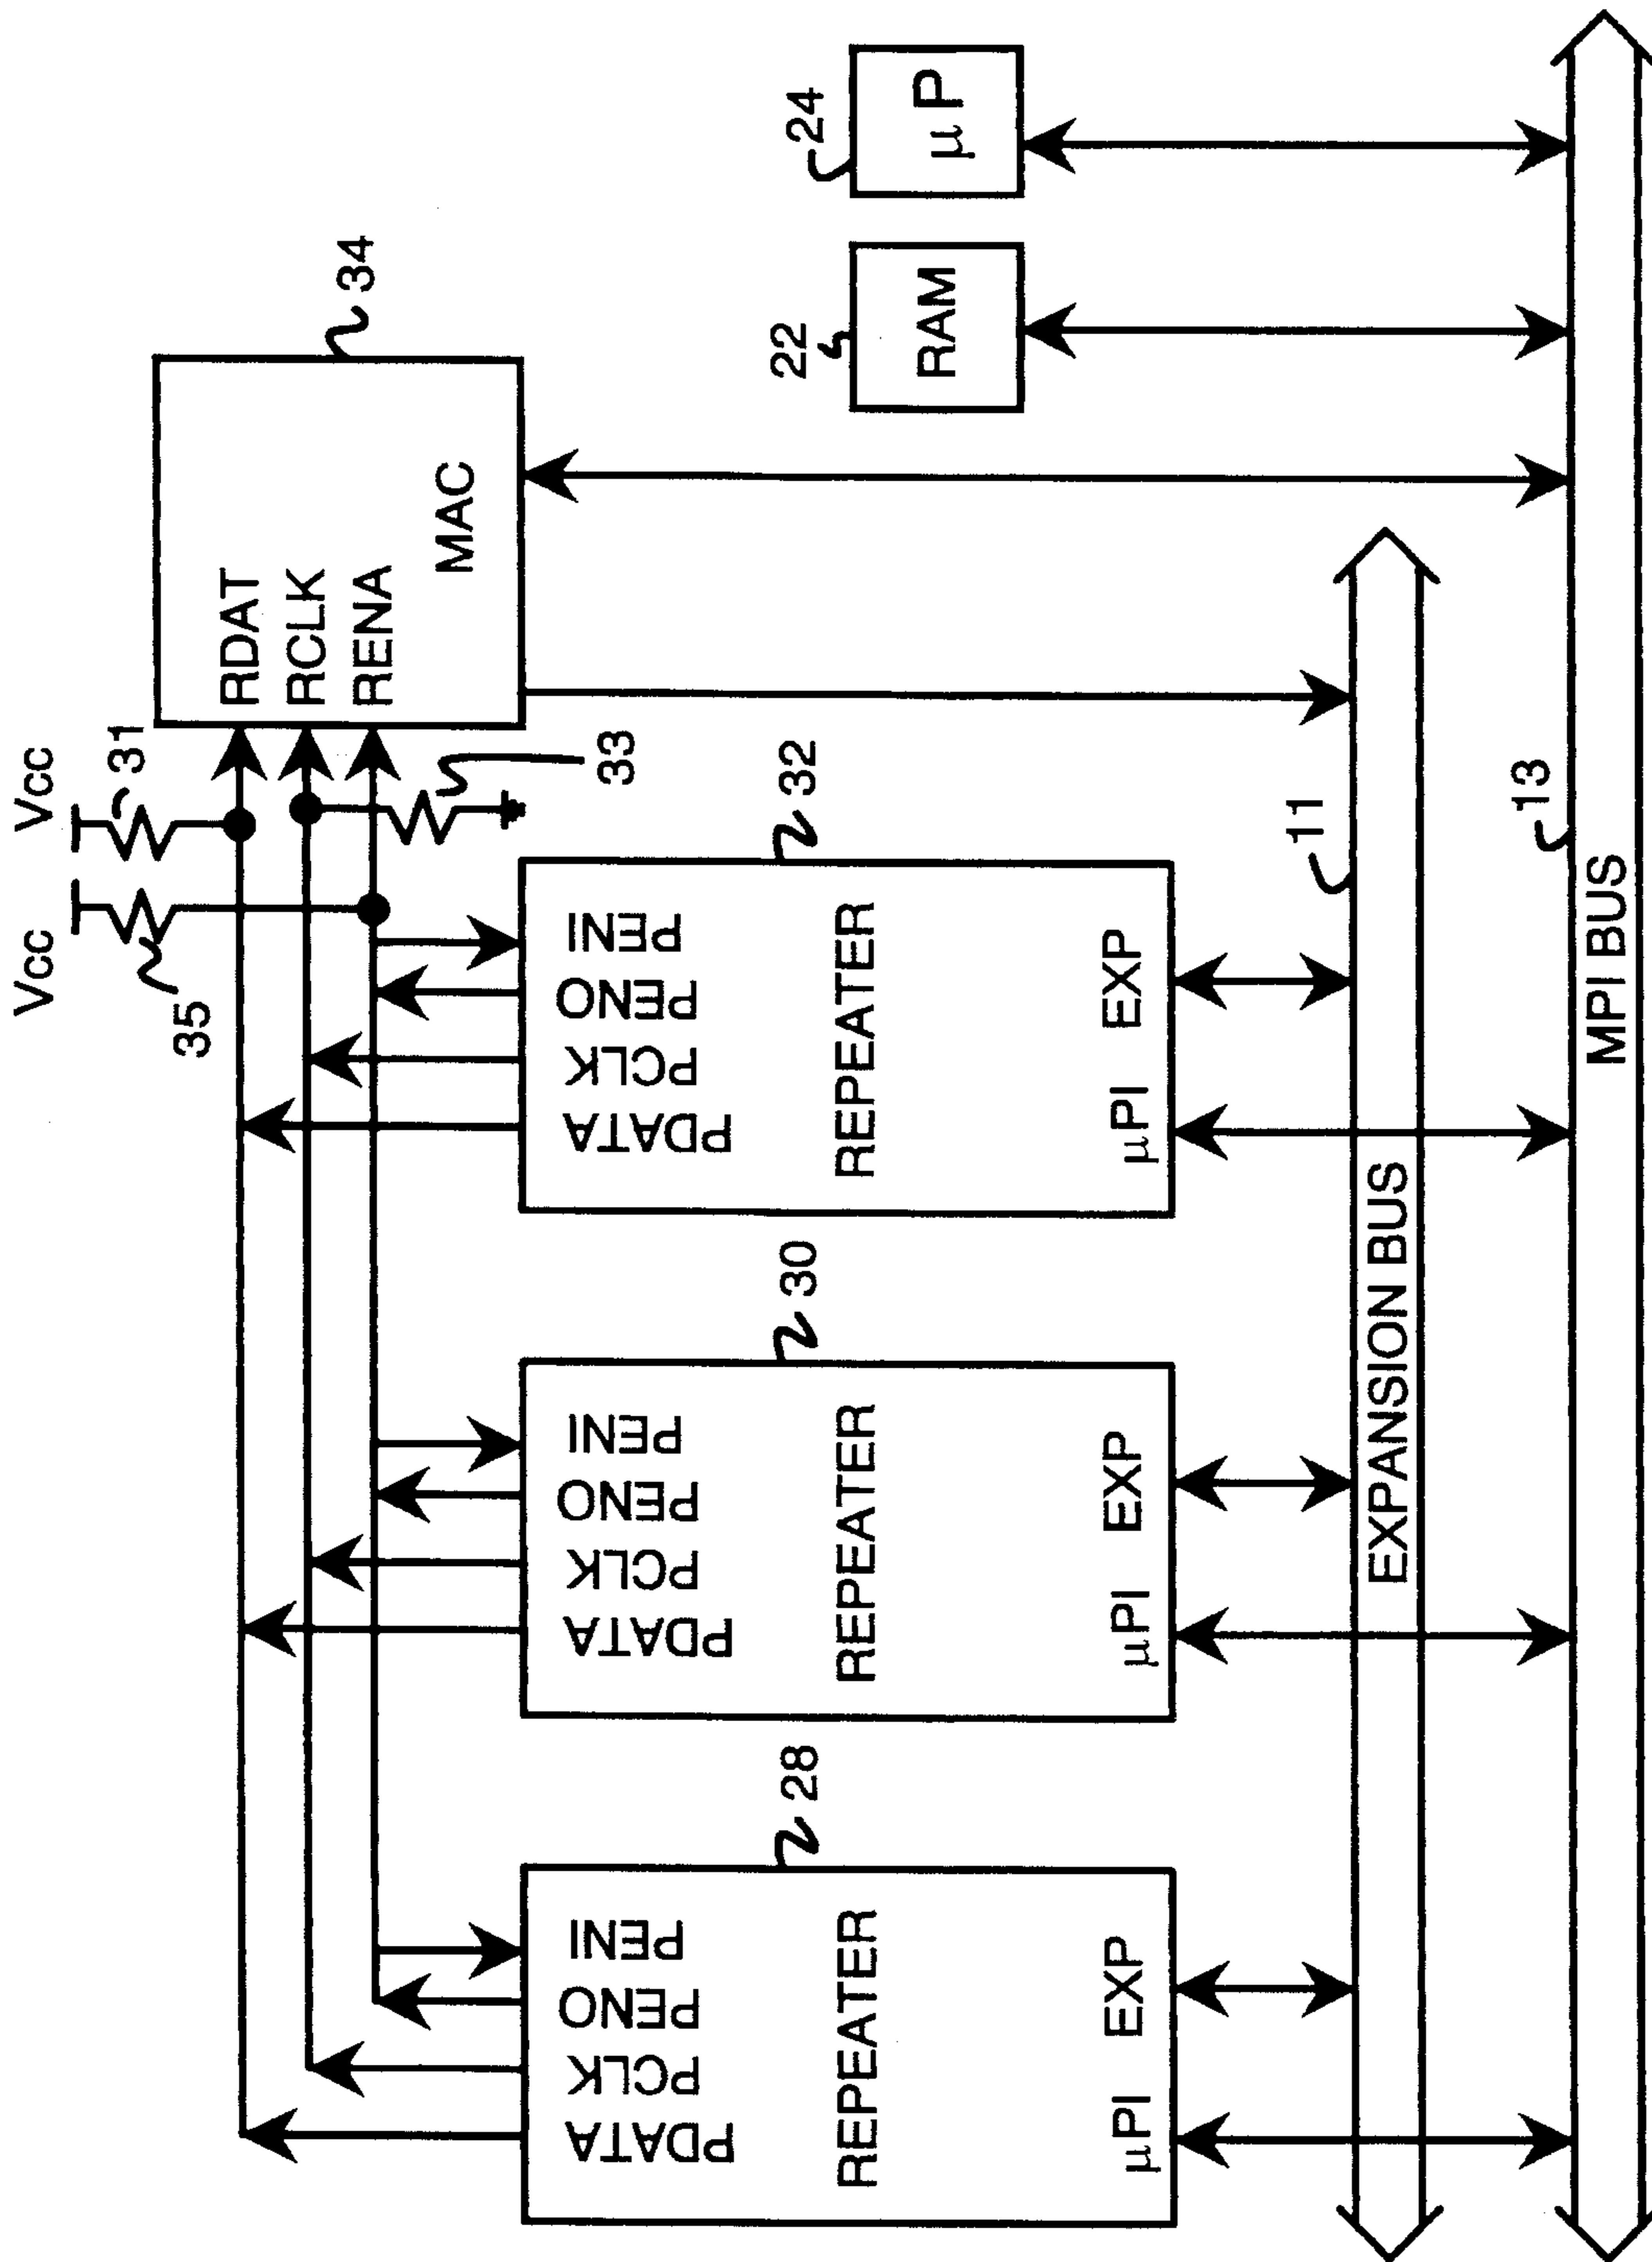 Vcc
Vcc
31
35
34
RDAT
RCLK
RENA
MAC
33
28
30
32
PDATA
PCLK
PENO
PENI
REPEATER
µPI
EXP
PDATA
PCLK
PENO
PENI
REPEATER
µPI
EXP
PDATA
PCLK
PENO
PENI
REPEATER
µPI
EXP
22
RAM
24
µP
11
EXPANSION BUS
13
MPI BUS